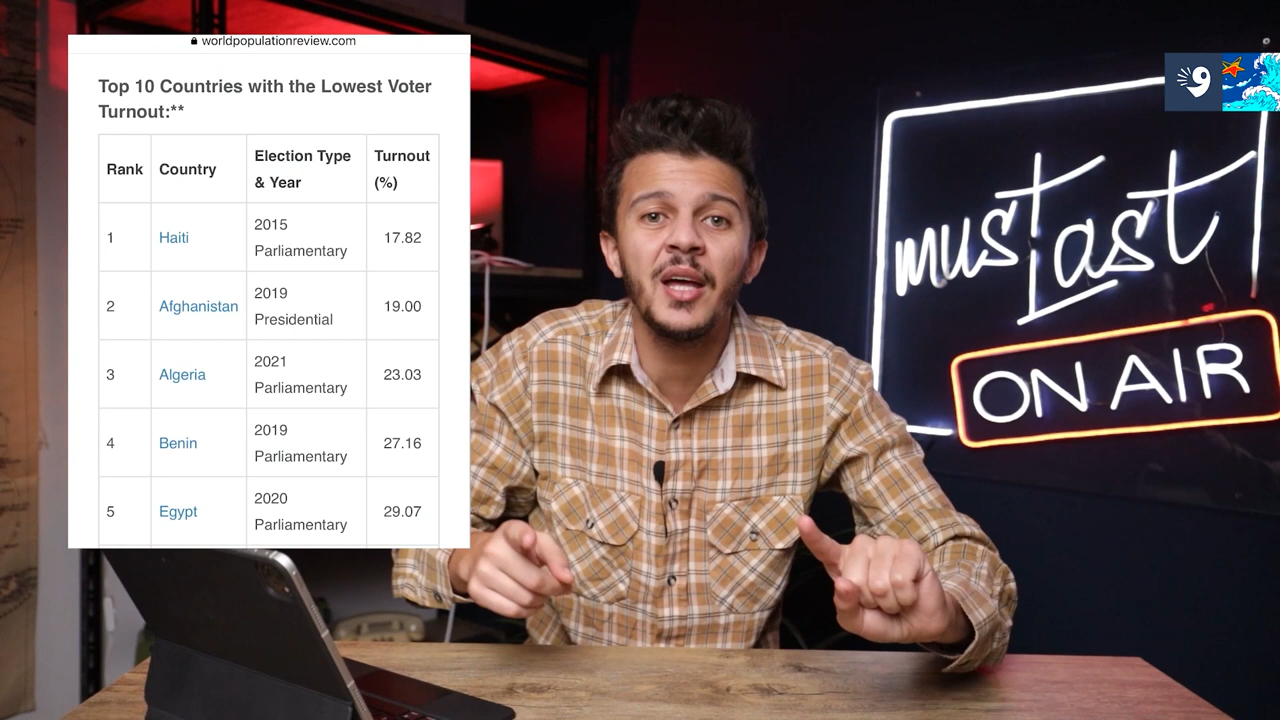 worldpopulationreview.com
Top 10 Countries with the Lowest Voter
Turnout:**
Rank
Country
Election Type
& Year
Turnout
(%)
1
Haiti
2015
Parliamentary
17.82
2
Afghanistan
2019
Presidential
19.00
3
Algeria
2021
Parliamentary
23.03
4
Benin
2019
Parliamentary
27.16
5
Egypt
2020
Parliamentary
29.07
9
mustast
ON AIR